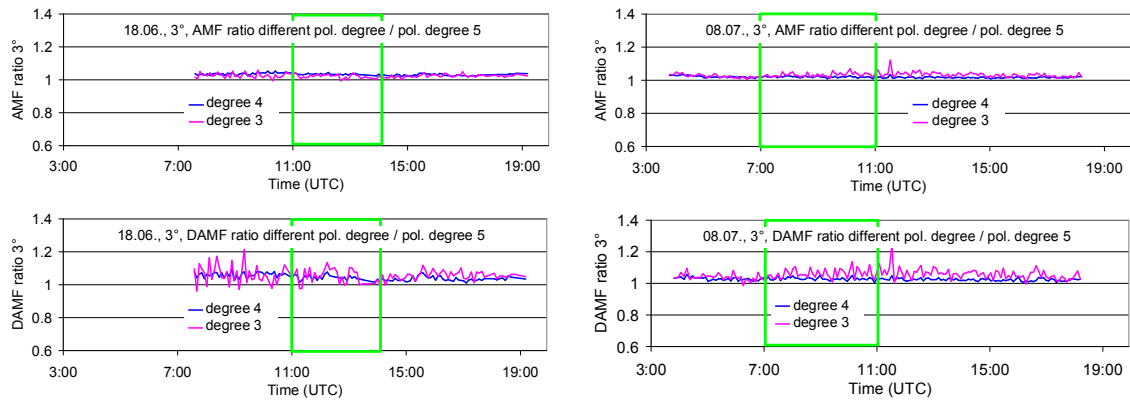 18.06., 3°, AMF ratio different pol. degree / pol. degree 5
AMF ratio 3°
1.4
1.2
1
0.8
0.6
degree 4
degree 3
3:00 7:00 11:00 15:00 19:00
Time (UTC)
08.07., 3°, AMF ratio different pol. degree / pol. degree 5
AMF ratio 3°
1.4
1.2
1
0.8
0.6
degree 4
degree 3
3:00 7:00 11:00 15:00 19:00
Time (UTC)
18.06., 3°, DAMF ratio different pol. degree / pol. degree 5
DAMF ratio 3°
1.4
1.2
1
0.8
0.6
degree 4
degree 3
3:00 7:00 11:00 15:00 19:00
Time (UTC)
08.07., 3°, DAMF ratio different pol. degree / pol. degree 5
DAMF ratio 3°
1.4
1.2
1
0.8
0.6
degree 4
degree 3
3:00 7:00 11:00 15:00 19:00
Time (UTC)